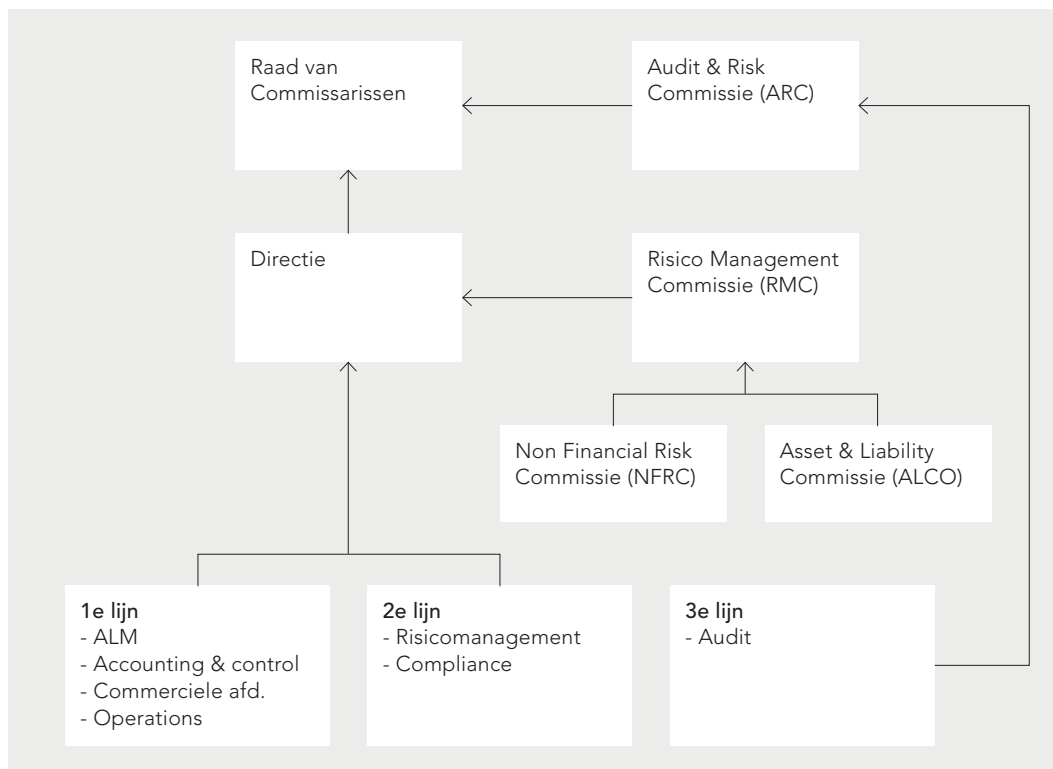 Raad van
Commissarissen
Audit & Risk
Commissie (ARC)
Directie
Risico Management
Commissie (RMC)
Non Financial Risk
Commissie (NFRC)
Asset & Liability
Commissie (ALCO)
1e lijn
- ALM
- Accounting & control
- Commerciele afd.
- Operations
2e lijn
- Risicomanagement
- Compliance
3e lijn
- Audit